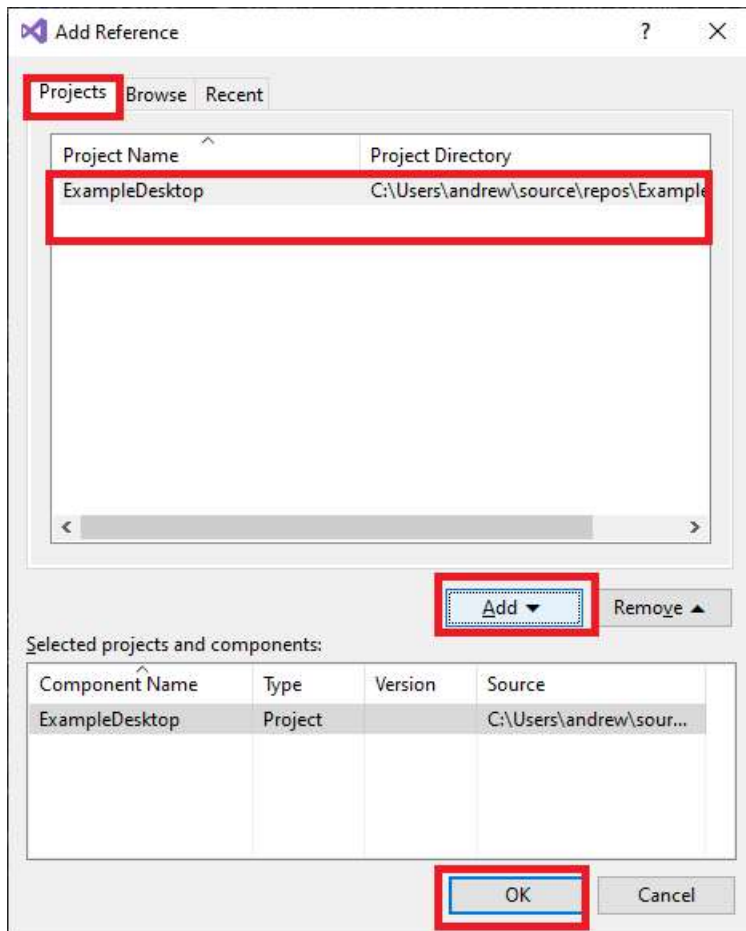 Add Reference ?
Projects Browse Recent
Project Name Project Directory
ExampleDesktop C:\Users\andrew\source\repos\Example
Add Remove
Selected projects and components:
Component Name Type Version Source
ExampleDesktop Project C:\Users\andrew\sour...
OK Cancel